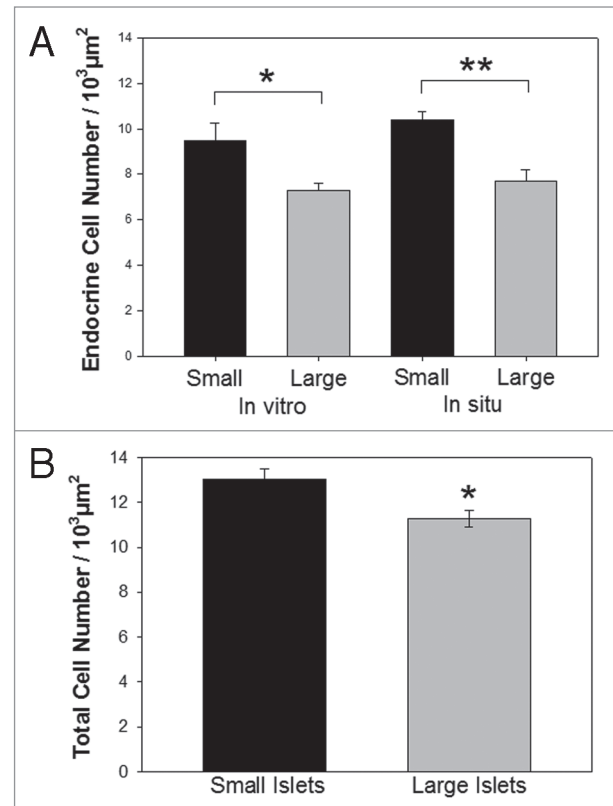 A
Endocrine Cell Number / 10³µm²
14
12
10
8
6
4
2
0
*
**
Small Large Small Large
In vitro In situ
B
Total Cell Number / 10³µm²
14
12
10
8
6
4
2
0
*
Small Islets Large Islets